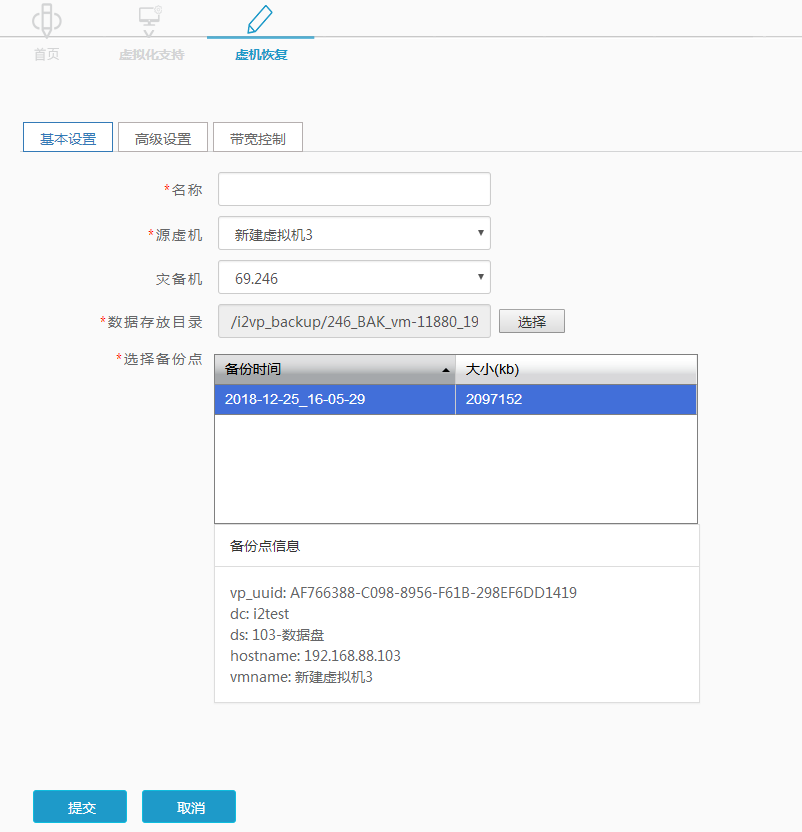 首页 虚拟化支持 虚机恢复
基本设置 高级设置 带宽控制
*名称
*源虚机 新建虚拟机3
灾备机 69.246
*数据存放目录 /i2vp_backup/246_BAK_vm-11880_19 选择
*选择备份点
备份时间 大小(kb)
2018-12-25_16-05-29 2097152
备份点信息
vp_uuid: AF766388-C098-8956-F61B-298EF6DD1419
dc: i2test
ds: 103-数据盘
hostname: 192.168.88.103
vmname: 新建虚拟机3
提交 取消